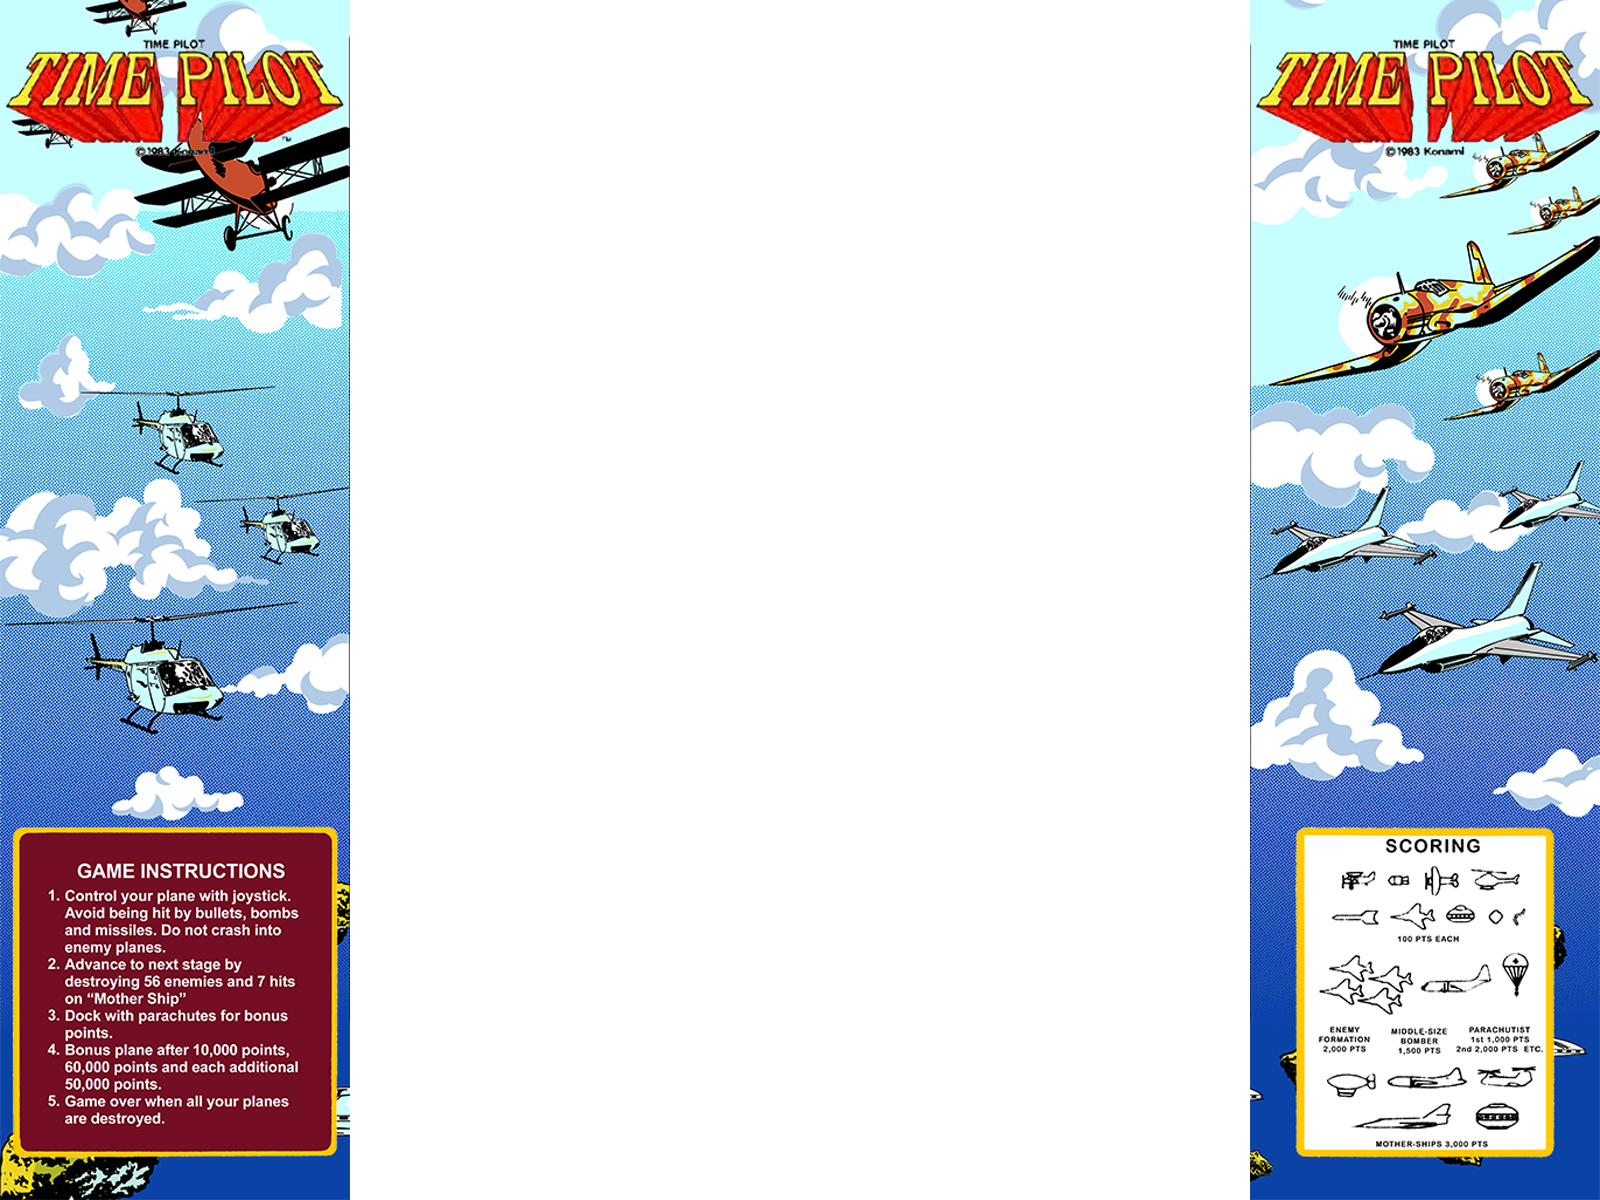 TIME PILOT
TIME PILOT
™
©1983 Konami
GAME INSTRUCTIONS
1. Control your plane with joystick.
Avoid being hit by bullets, bombs
and missiles. Do not crash into
enemy planes.
2. Advance to next stage by
destroying 56 enemies and 7 hits
on “Mother Ship”
3. Dock with parachutes for bonus
points.
4. Bonus plane after 10,000 points,
60,000 points and each additional
50,000 points.
5. Game over when all your planes
are destroyed.
TIME PILOT
TIME PILOT
©1983 Konami
SCORING
100 PTS EACH
ENEMY
FORMATION
2,000 PTS
MIDDLE-SIZE
BOMBER
1,500 PTS
PARACHUTIST
1st 1,000 PTS
2nd 2,000 PTS ETC.
MOTHER-SHIPS 3,000 PTS